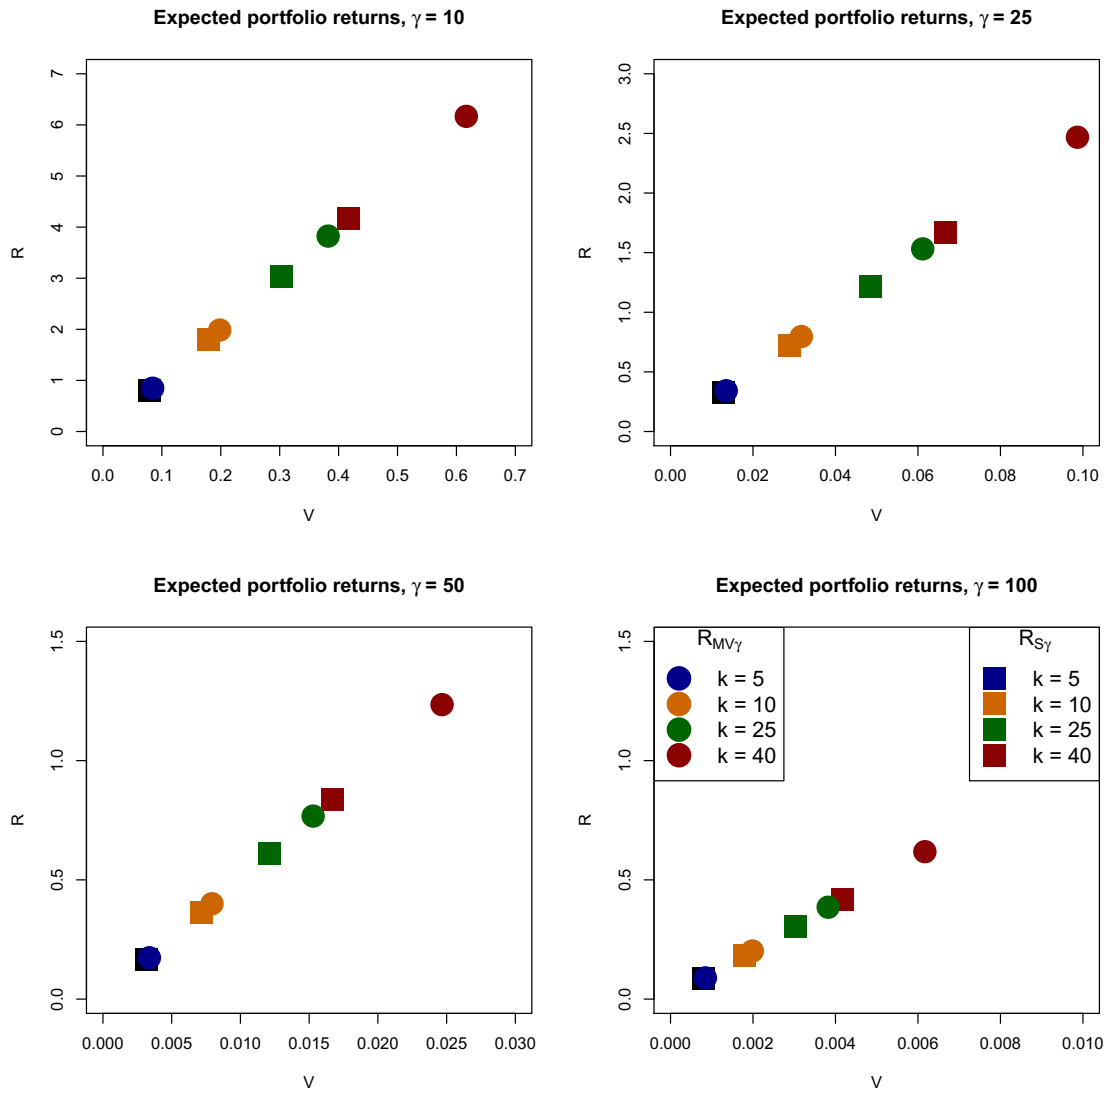 Expected portfolio returns, γ = 10
R
7
6
5
4
3
2
1
0
0.0 0.1 0.2 0.3 0.4 0.5 0.6 0.7
V
Expected portfolio returns, γ = 25
R
3.0
2.5
2.0
1.5
1.0
0.5
0.0
0.00 0.02 0.04 0.06 0.08 0.10
V
Expected portfolio returns, γ = 50
R
1.5
1.0
0.5
0.0
0.000 0.005 0.010 0.015 0.020 0.025 0.030
V
Expected portfolio returns, γ = 100
R
1.5
1.0
0.5
0.0
RMVγ
k = 5
k = 10
k = 25
k = 40
RSγ
k = 5
k = 10
k = 25
k = 40
0.000 0.002 0.004 0.006 0.008 0.010
V